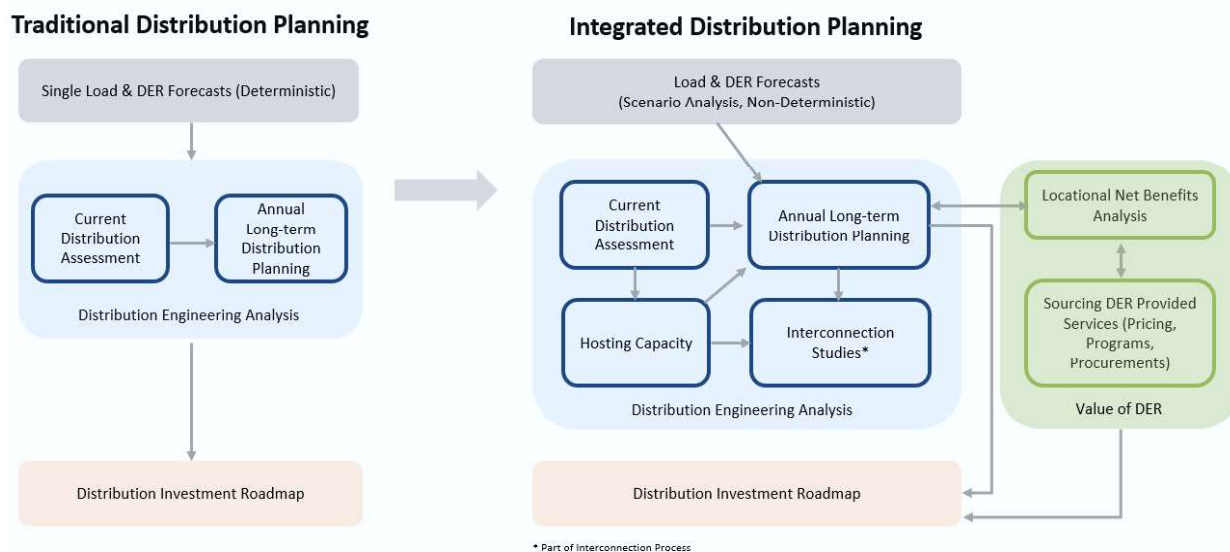 Traditional Distribution Planning
Single Load & DER Forecasts (Deterministic)
Current
Distribution
Assessment
Annual
Long-term
Distribution
Planning
Distribution Engineering Analysis
Distribution Investment Roadmap
Integrated Distribution Planning
Load & DER Forecasts
(Scenario Analysis, Non-Deterministic)
Current
Distribution
Assessment
Annual Long-term
Distribution Planning
Hosting Capacity
Interconnection
Studies*
Distribution Engineering Analysis
Locational Net Benefits
Analysis
Sourcing DER Provided
Services (Pricing,
Programs,
Procurements)
Value of DER
Distribution Investment Roadmap
* Part of Interconnection Process